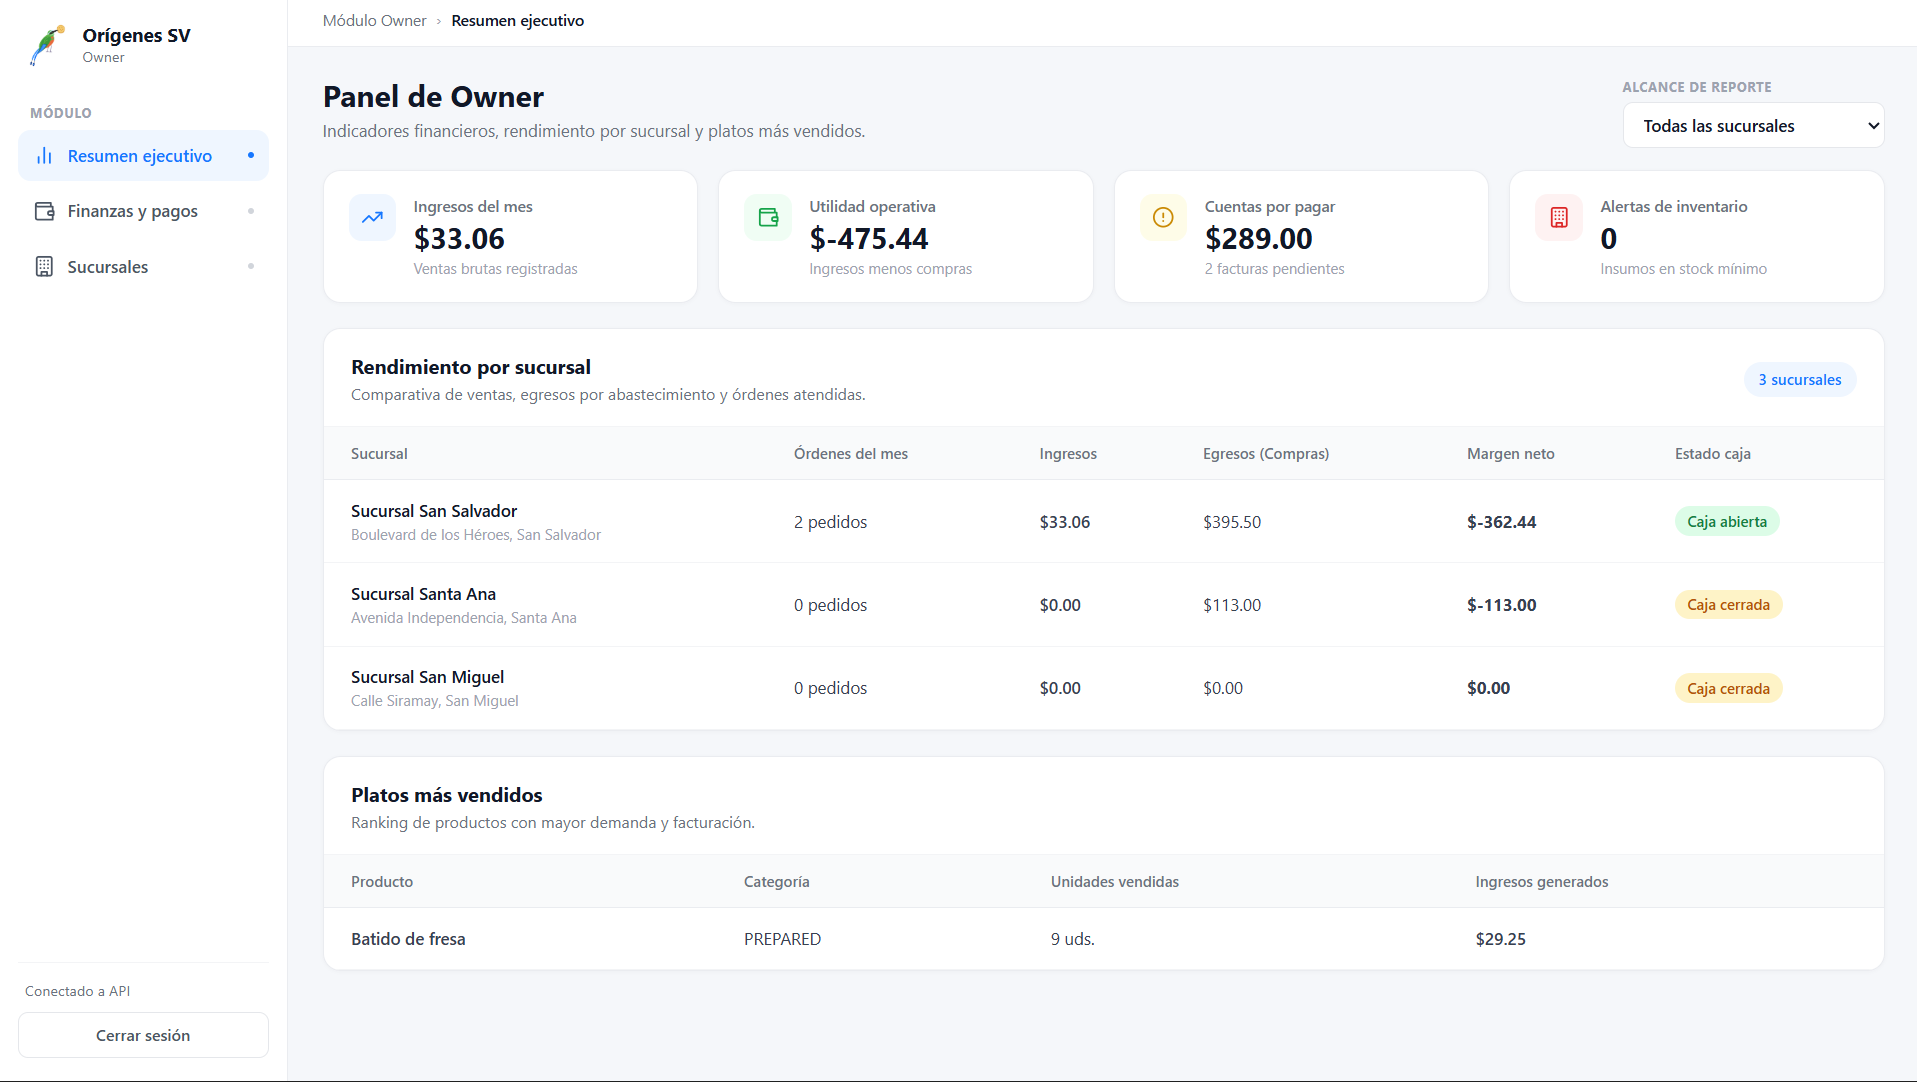 Orígenes SV
Owner
MÓDULO
Resumen ejecutivo
Finanzas y pagos
Sucursales
Conectado a API
Cerrar sesión
Módulo Owner › Resumen ejecutivo
Panel de Owner
Indicadores financieros, rendimiento por sucursal y platos más vendidos.
ALCANCE DE REPORTE
Todas las sucursales
Ingresos del mes
$33.06
Ventas brutas registradas
Utilidad operativa
$-475.44
Ingresos menos compras
Cuentas por pagar
$289.00
2 facturas pendientes
Alertas de inventario
0
Insumos en stock mínimo
Rendimiento por sucursal
Comparativa de ventas, egresos por abastecimiento y órdenes atendidas.
3 sucursales
Sucursal Órdenes del mes Ingresos Egresos (Compras) Margen neto Estado caja
Sucursal San Salvador
Boulevard de los Héroes, San Salvador
2 pedidos $33.06 $395.50 $-362.44 Caja abierta
Sucursal Santa Ana
Avenida Independencia, Santa Ana
0 pedidos $0.00 $113.00 $-113.00 Caja cerrada
Sucursal San Miguel
Calle Siramay, San Miguel
0 pedidos $0.00 $0.00 $0.00 Caja cerrada
Platos más vendidos
Ranking de productos con mayor demanda y facturación.
Producto Categoría Unidades vendidas Ingresos generados
Batido de fresa PREPARED 9 uds. $29.25